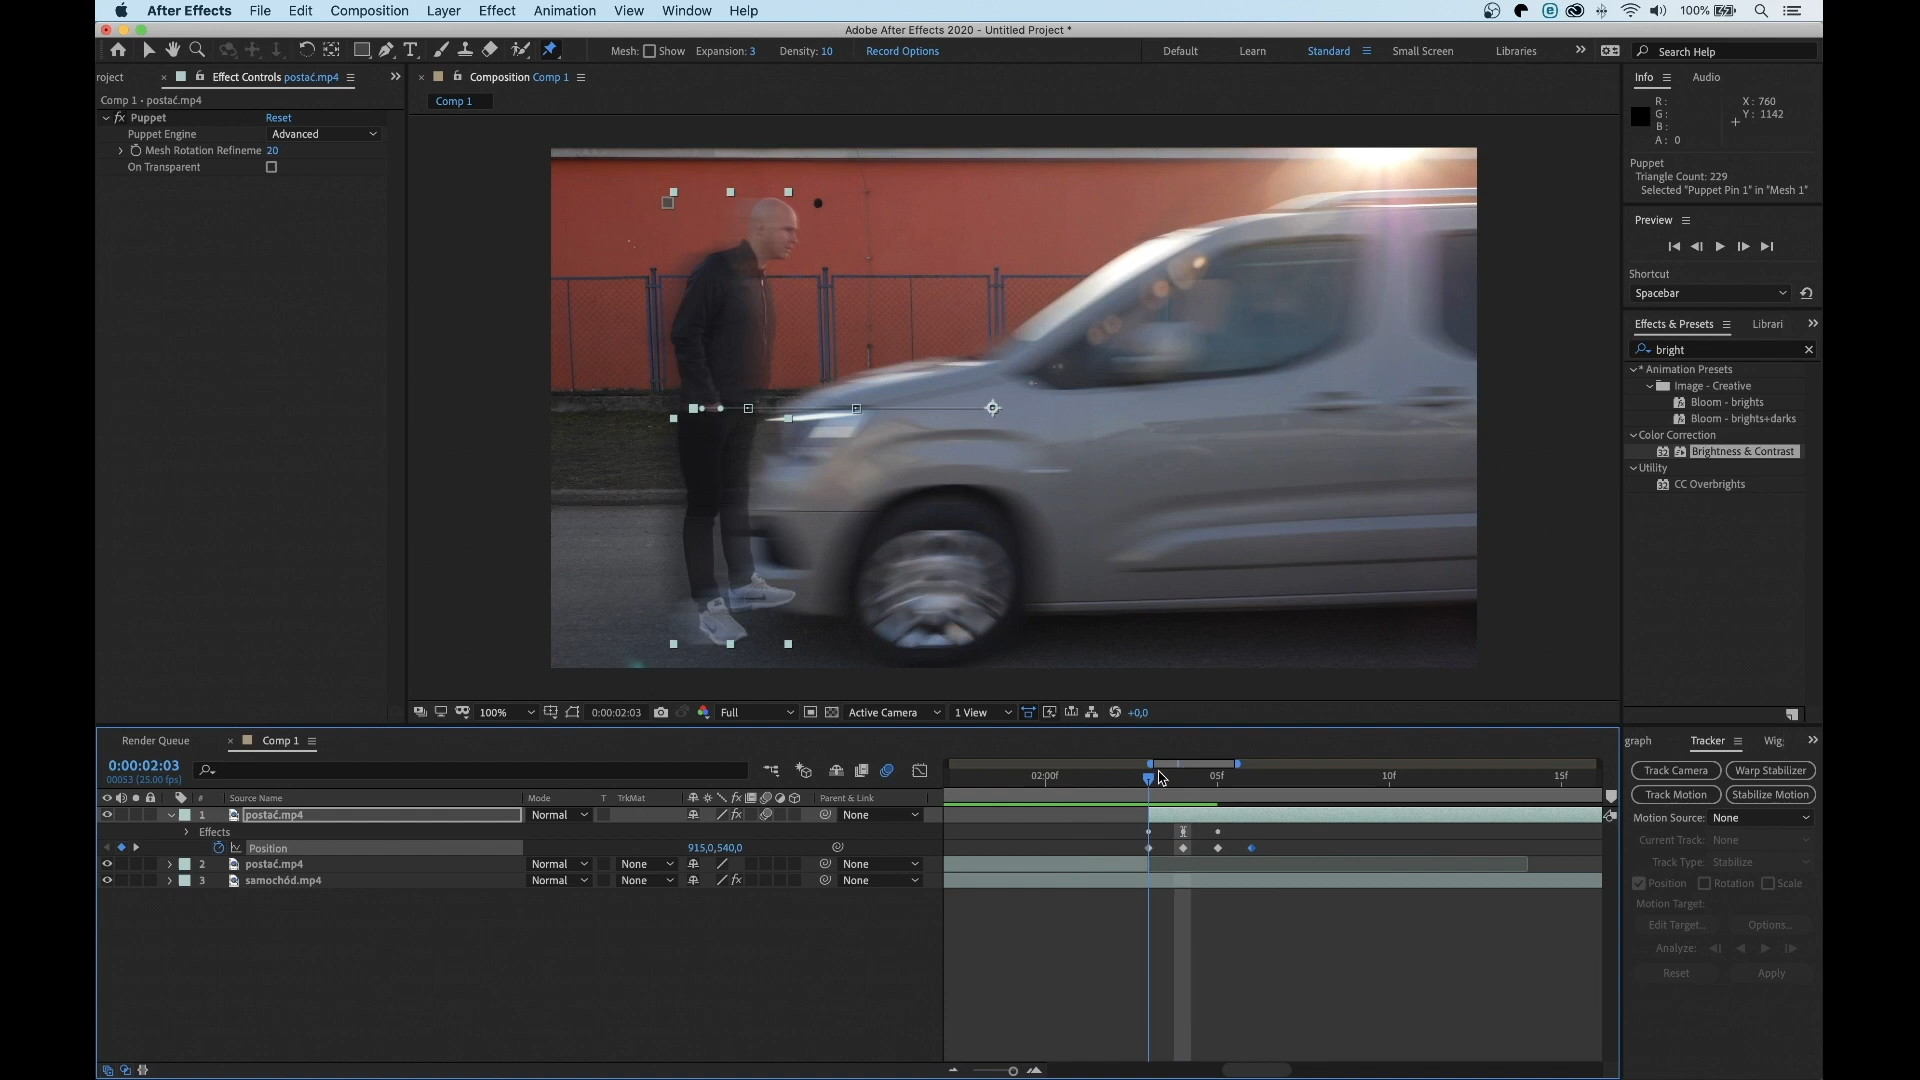 After Effects File Edit Composition Layer Effect Animation View Window Help 100%
Adobe After Effects 2020 - Untitled Project *
Mesh: Show Expansion: 3 Density: 10 Record Options Default Learn Standard Small Screen Libraries Search Help
roject Effect Controls postać.mp4 Composition Comp 1 Info Audio
Comp 1 • postać.mp4
Comp 1
R: X: 760
G: Y: 1142
B:
A: 0
fx Puppet Reset
Puppet Engine Advanced
Mesh Rotation Refineme 20
On Transparent
Puppet
Triangle Count: 229
Selected "Puppet Pin 1" in "Mesh 1"
Preview
Shortcut
Spacebar
Effects & Presets Librari
bright
* Animation Presets
Image - Creative
Bloom - brights
Bloom - brights+darks
Color Correction
32 Brightness & Contrast
Utility
32 CC Overbrights
100% 0:00:02:03 Full Active Camera 1 View +0,0
Render Queue Comp 1 graph Tracker Wig
0:00:02:03
00053 (25.00 fps)
02:00f 05f 10f 15f
# Source Name Mode T TrkMat fx Parent & Link
1 postać.mp4 Normal fx None
Effects
Position 915,0,540,0
2 postać.mp4 Normal None None
3 samochód.mp4 Normal None fx None
Track Camera Warp Stabilizer
Track Motion Stabilize Motion
Motion Source: None
Current Track: None
Track Type: Stabilize
Position Rotation Scale
Motion Target:
Edit Target... Options...
Analyze:
Reset Apply